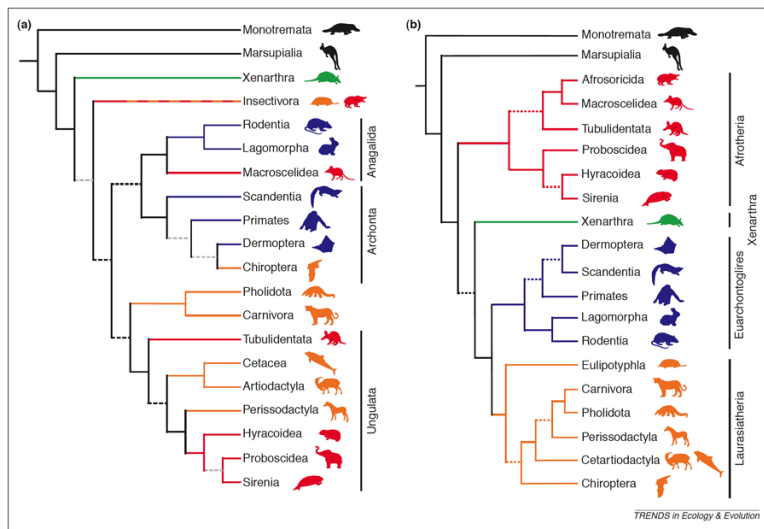 (a)
Monotremata
Marsupialia
Xenarthra
Insectivora
Rodentia
Lagomorpha
Macroscelidea
Anagalida
Scandentia
Primates
Dermoptera
Chiroptera
Archonta
Pholidota
Carnivora
Tubulidentata
Cetacea
Artiodactyla
Perissodactyla
Hyracoidea
Proboscidea
Sirenia
Ungulata
(b)
Monotremata
Marsupialia
Afrosoricida
Macroscelidea
Tubulidentata
Proboscidea
Hyracoidea
Sirenia
Afrotheria
Xenarthra
Xenarthra
Dermoptera
Scandentia
Primates
Lagomorpha
Rodentia
Euarchontoglires
Eulipotyphla
Carnivora
Pholidota
Perissodactyla
Cetartiodactyla
Chiroptera
Laurasiatheria
TRENDS in Ecology & Evolution